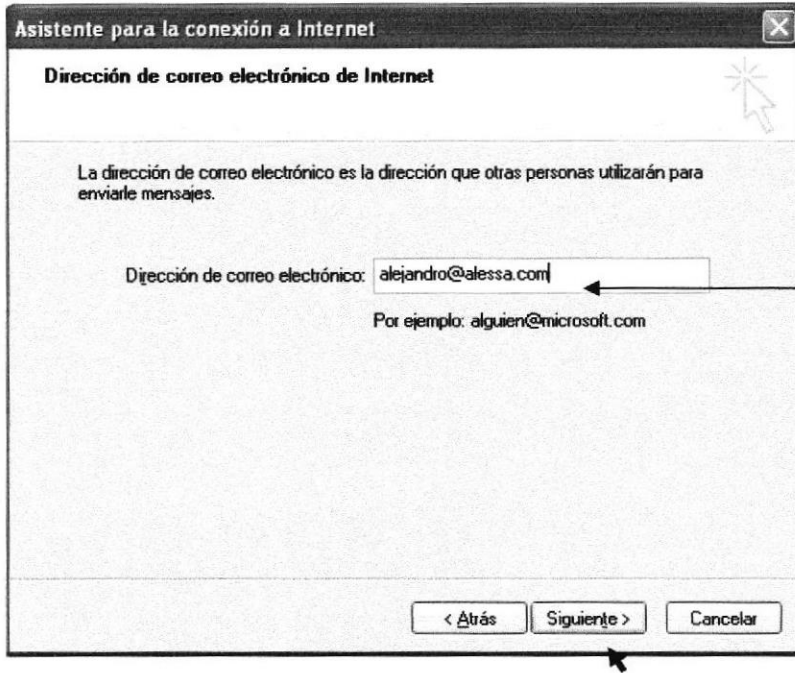 Asistente para la conexión a Internet
Dirección de correo electrónico de Internet
La dirección de correo electrónico es la dirección que otras personas utilizarán para
enviarle mensajes.
Dirección de correo electrónico: alejandro@alessa.com
Por ejemplo: alguien@microsoft.com
< Atrás Siguiente > Cancelar